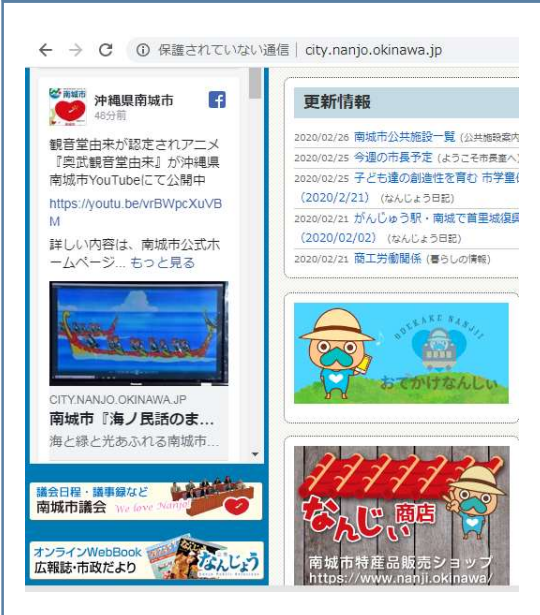 保護されていない通信 | city.nanjo.okinawa.jp
南城市
沖縄県南城市
48分前
観音堂由来が認定されアニメ
『奥武観音堂由来』が沖縄県
南城市YouTubeにて公開中
https://youtu.be/vrBWpcXuVB
M
詳しい内容は、南城市公式ホ
ームページ... もっと見る
CITY.NANJO.OKINAWA.JP
南城市『海ノ民話のま...
海と緑と光あふれる南城市...
議会日程・議事録など
南城市議会 We love Nanjo
オンラインWebBook
広報誌・市政だより
なんじょう
更新情報
2020/02/26 南城市公共施設一覧 (公共施設案内
2020/02/25 今週の市長予定 (ようこそ市長室へ)
2020/02/25 子ども達の創造性を育む 市学童
(2020/2/21) (なんじょう日記)
2020/02/21 がんじゅう駅・南城で首里城復興
(2020/02/02) (なんじょう日記)
2020/02/21 商工労働関係 (暮らしの情報)
ODEKAKE NANJII
おでかけなんじぃ
なんじぃ商店
南城市特産品販売ショップ
https://www.nanji.okinawa/